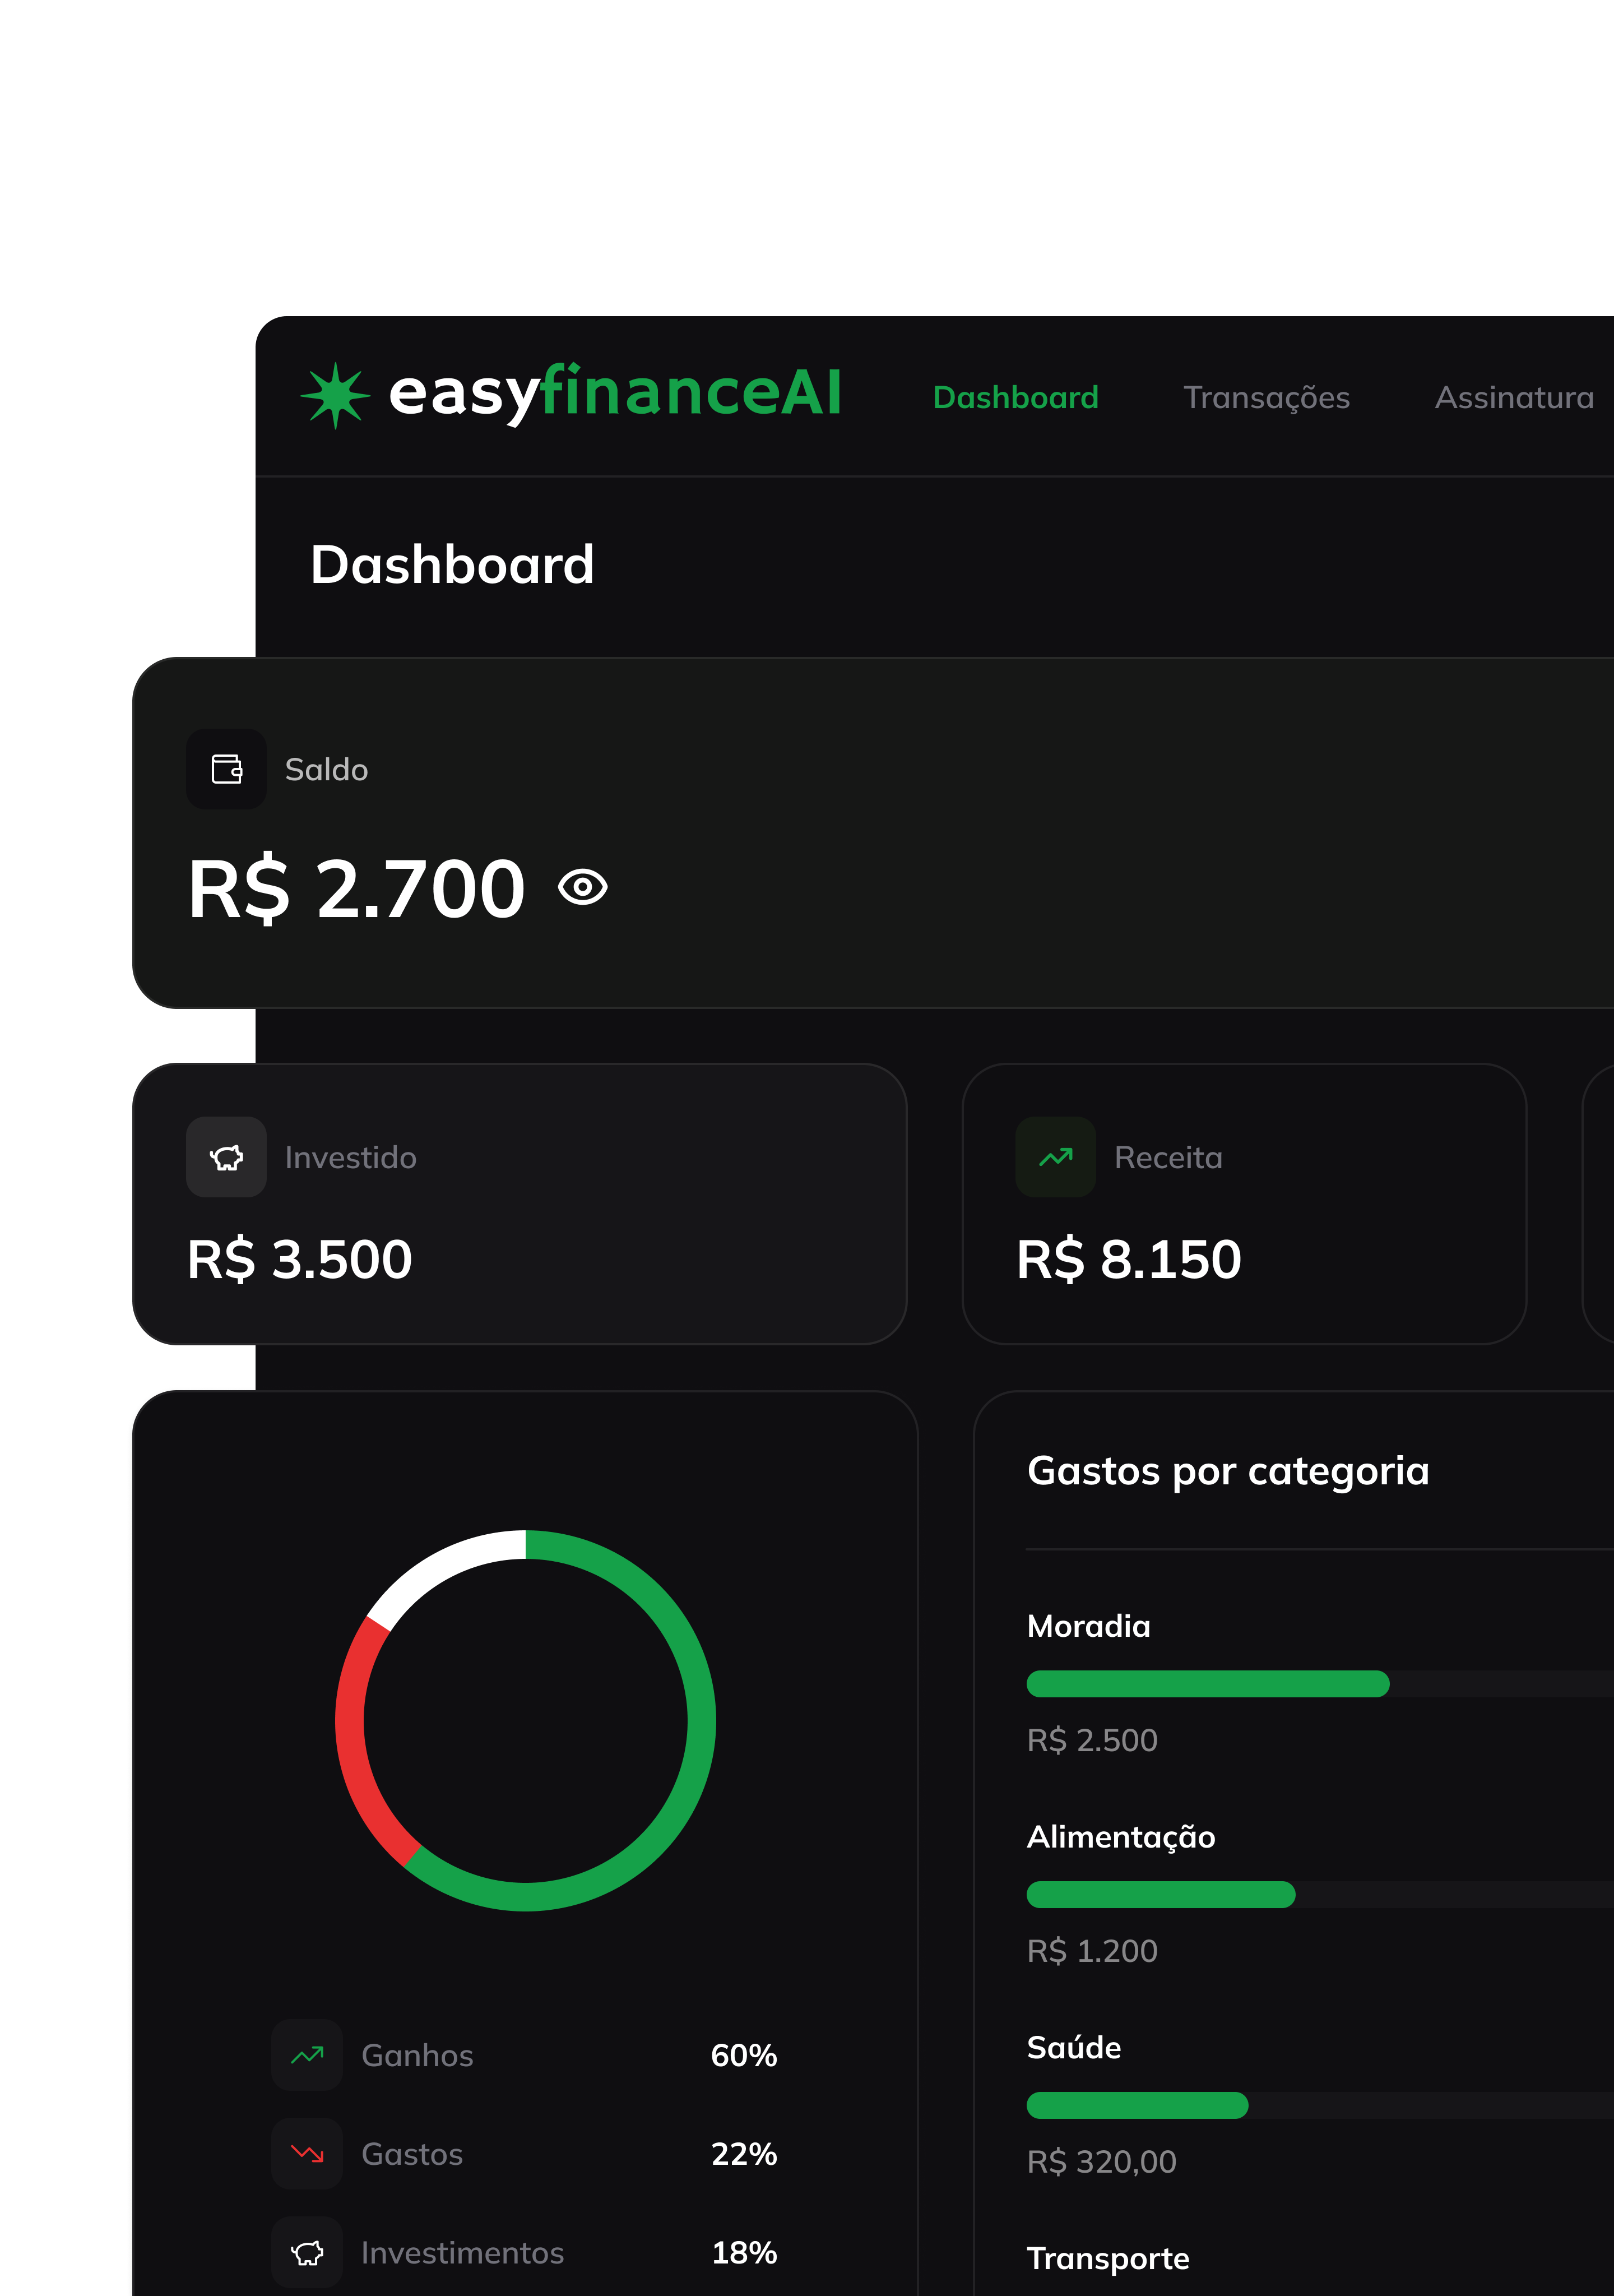 easyfinanceAI
Dashboard
Transações
Assinatura
Dashboard
Saldo
R$ 2.700
Investido
R$ 3.500
Receita
R$ 8.150
Ganhos 60%
Gastos 22%
Investimentos 18%
Gastos por categoria
Moradia
R$ 2.500
Alimentação
R$ 1.200
Saúde
R$ 320,00
Transporte